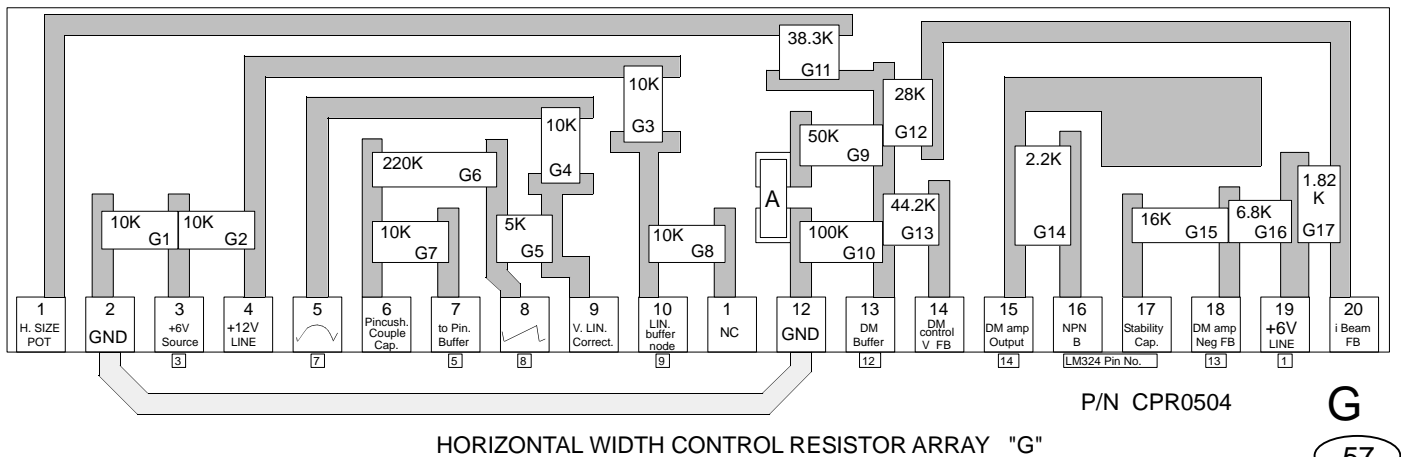 38.3K
G11
10K
G3
28K
G12
10K
G4
50K
G9
2.2K
G14
220K
G6
A
1.82
K
G17
10K
G1
10K
G2
10K
G7
5K
G5
10K
G8
100K
G10
44.2K
G13
16K
G15
6.8K
G16
1
H. SIZE
POT
2
GND
3
+6V
Source
4
+12V
LINE
5
6
Pincush.
Couple
Cap.
7
to Pin.
Buffer
8
9
V. LIN.
Correct.
10
LIN.
buffer
node
1
NC
12
GND
13
DM
Buffer
14
DM
control
V FB
15
DM amp
Output
16
NPN
B
17
Stability
Cap.
18
DM amp
Neg FB
19
+6V
LINE
20
i Beam
FB
3
7
5
8
9
12
14
LM324 Pin No.
13
1
P/N CPR0504
G
HORIZONTAL WIDTH CONTROL RESISTOR ARRAY "G"
57